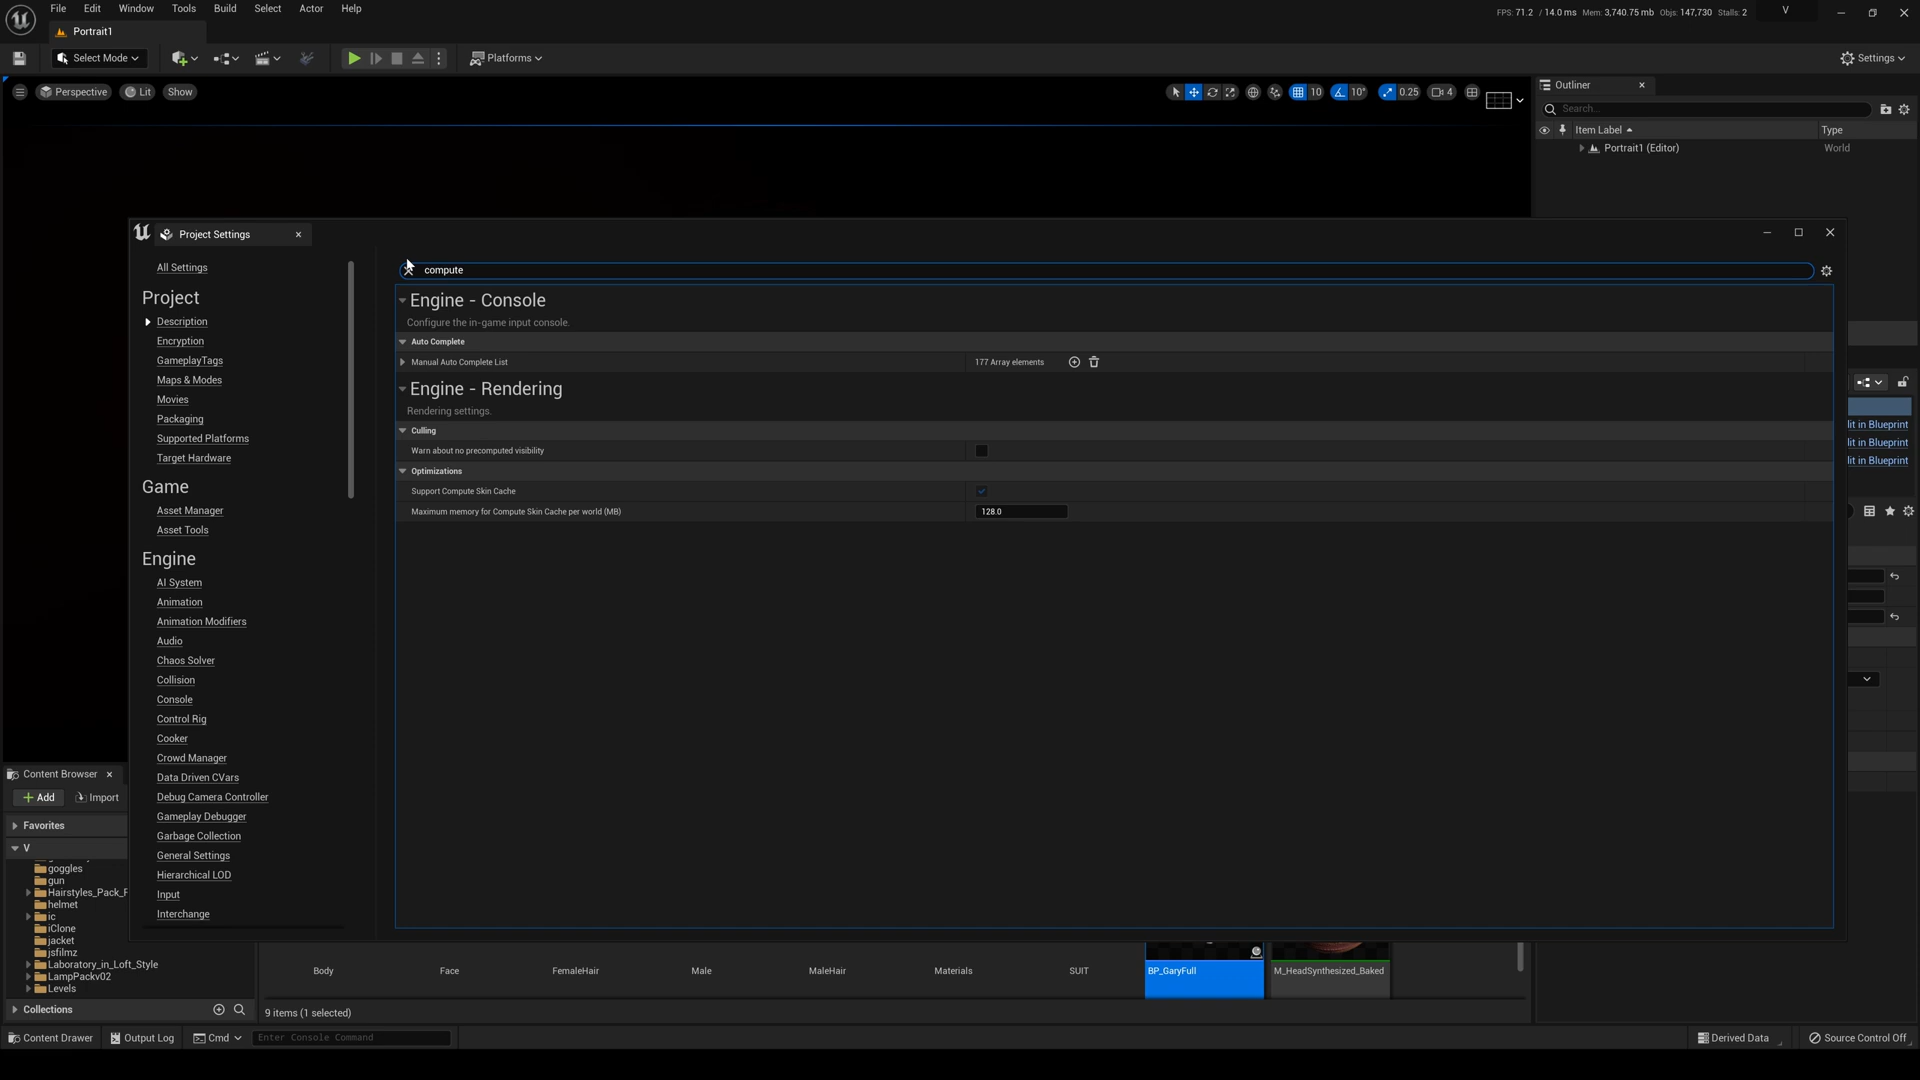 File Edit Window Tools Build Select Actor Help
FPS: 71.2 / 14.0 ms Mem: 3,740.75 mb Objs: 147,730 Stalls: 2
V
Portrait1
Select Mode
Platforms
Settings
Perspective Lit Show
10 10° 0.25 4
Outliner
Search...
Item Label Type
Portrait1 (Editor) World
Project Settings
compute
All Settings
Project
Description
Encryption
GameplayTags
Maps & Modes
Movies
Packaging
Supported Platforms
Target Hardware
Game
Asset Manager
Asset Tools
Engine
AI System
Animation
Animation Modifiers
Audio
Chaos Solver
Collision
Console
Control Rig
Cooker
Crowd Manager
Data Driven CVars
Debug Camera Controller
Gameplay Debugger
Garbage Collection
General Settings
Hierarchical LOD
Input
Interchange
Engine - Console
Configure the in-game input console.
Auto Complete
Manual Auto Complete List 177 Array elements
Engine - Rendering
Rendering settings.
Culling
Warn about no precomputed visibility
Optimizations
Support Compute Skin Cache
Maximum memory for Compute Skin Cache per world (MB) 128.0
lit in Blueprint
lit in Blueprint
lit in Blueprint
Content Browser
Add Import
Favorites
V
goggles
gun
Hairstyles_Pack_F
helmet
ic
iClone
jacket
jsfilmz
Laboratory_in_Loft_Style
LampPackv02
Levels
Collections
Body Face FemaleHair Male MaleHair Materials SUIT BP_GaryFull M_HeadSynthesized_Baked
9 items (1 selected)
Content Drawer Output Log Cmd Enter Console Command
Derived Data Source Control Off